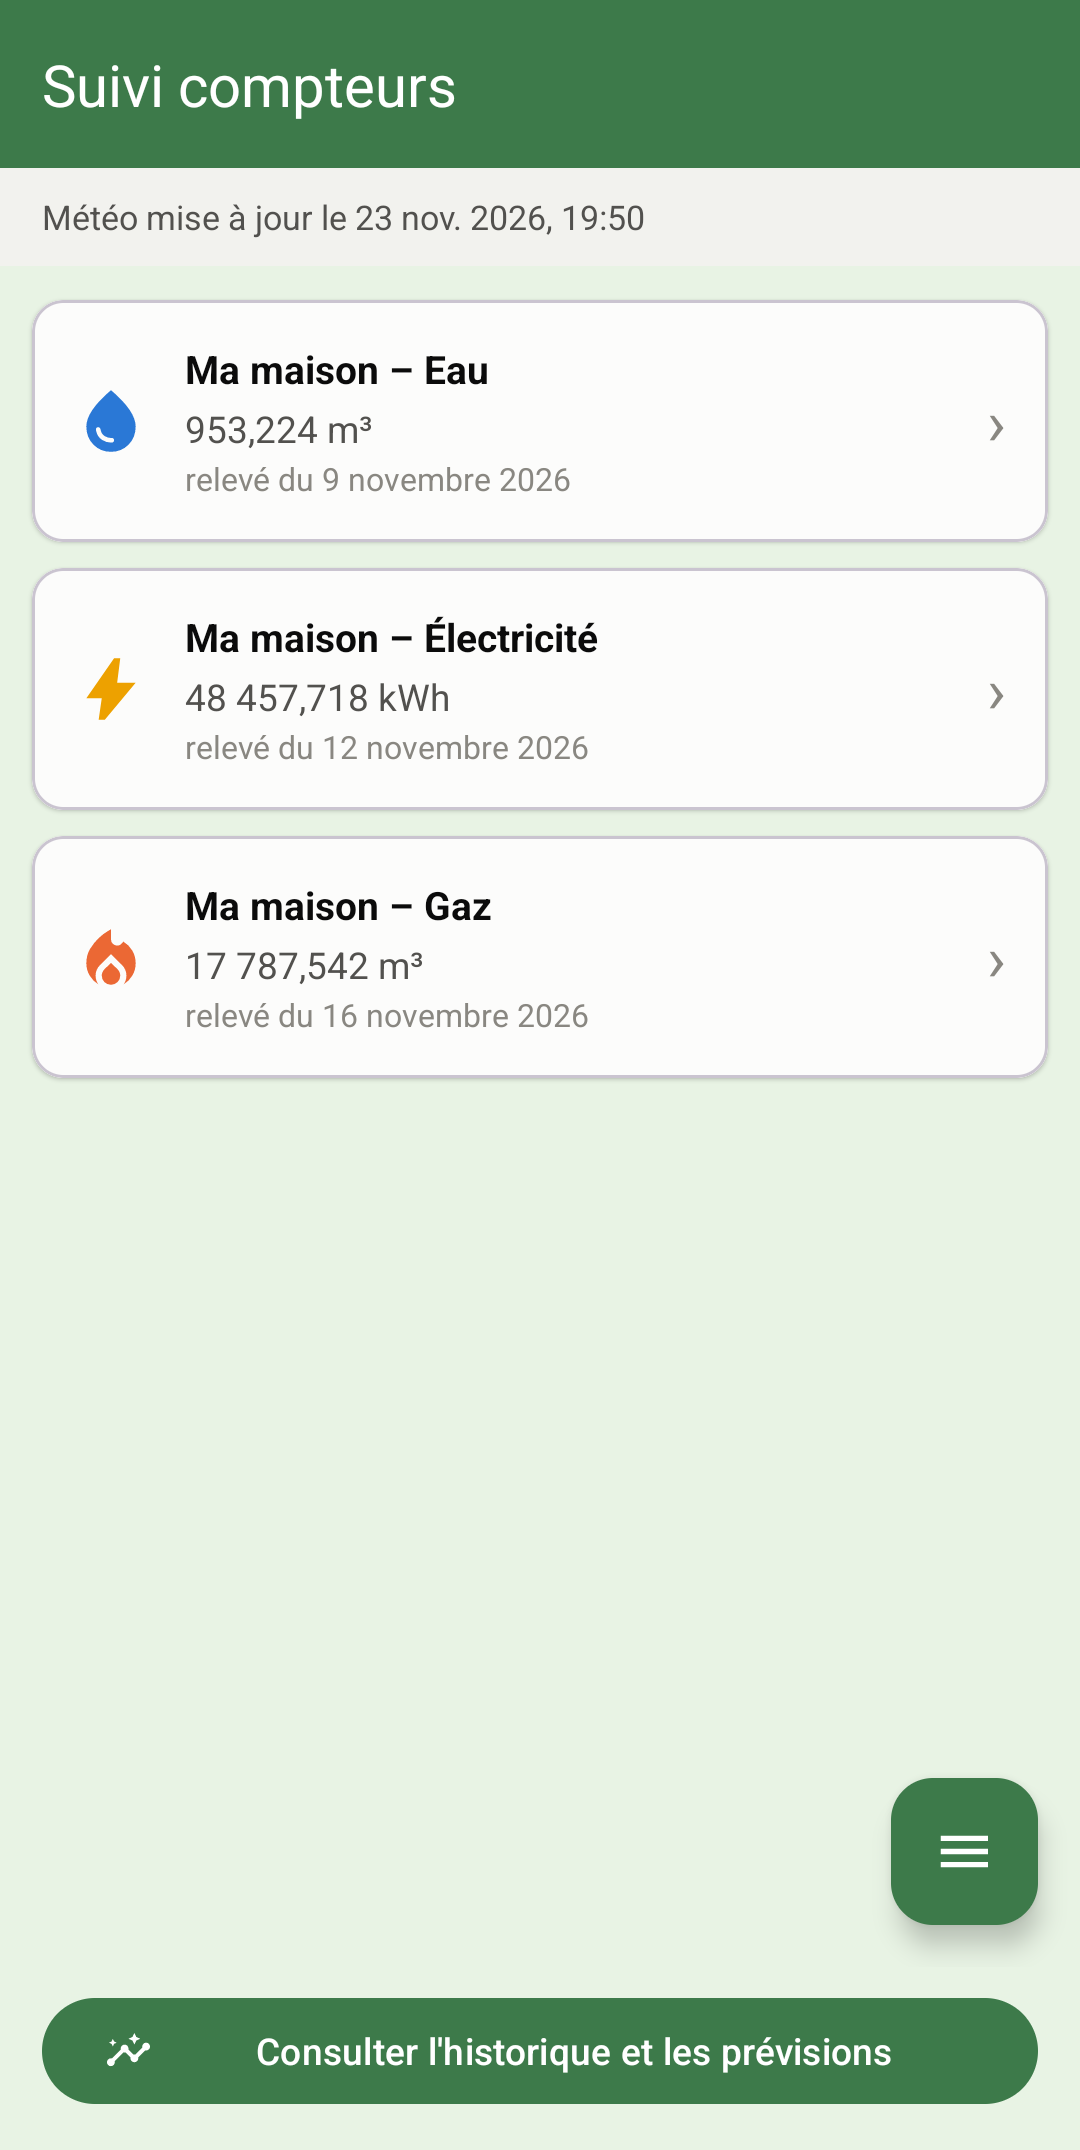 Suivi compteurs
Météo mise à jour le 23 nov. 2026, 19:50
Ma maison – Eau
953,224 m³
relevé du 9 novembre 2026
Ma maison – Électricité
48 457,718 kWh
relevé du 12 novembre 2026
Ma maison – Gaz
17 787,542 m³
relevé du 16 novembre 2026
Consulter l'historique et les prévisions